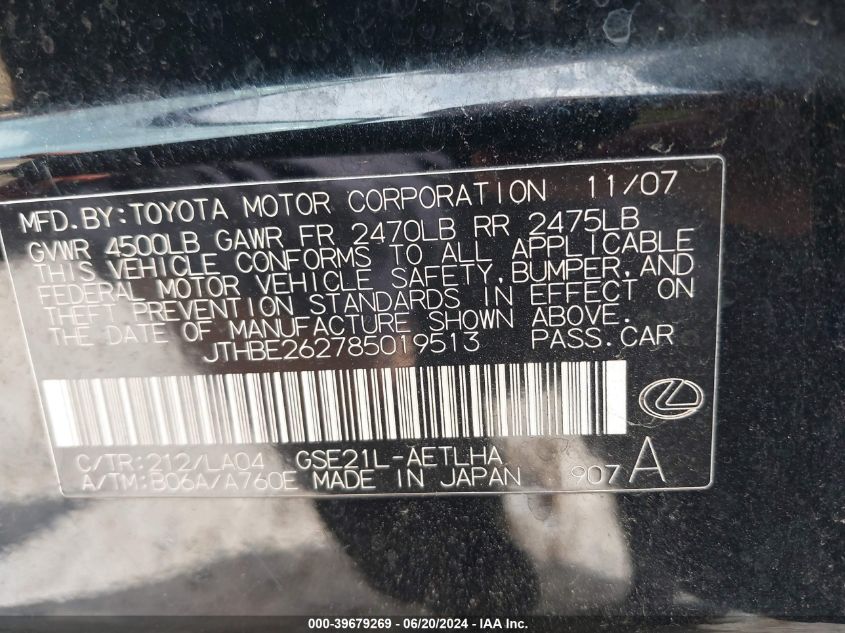 MFD.BY:TOYOTA MOTOR CORPORATION 11/07
GVWR 4500LB GAWR FR 2470LB RR 2475LB
THIS VEHICLE CONFORMS TO ALL APPLICABLE
FEDERAL MOTOR VEHICLE SAFETY,BUMPER,AND
THEFT PREVENTION STANDARDS IN EFFECT ON
THE DATE OF MANUFACTURE SHOWN ABOVE.
JTHBE262785019513 PASS.CAR
C/TR:212/LA04 GSE21L-AETLHA
A/TM:B06A/A760E MADE IN JAPAN 907 A
000-39679269 - 06/20/2024 - IAA Inc.